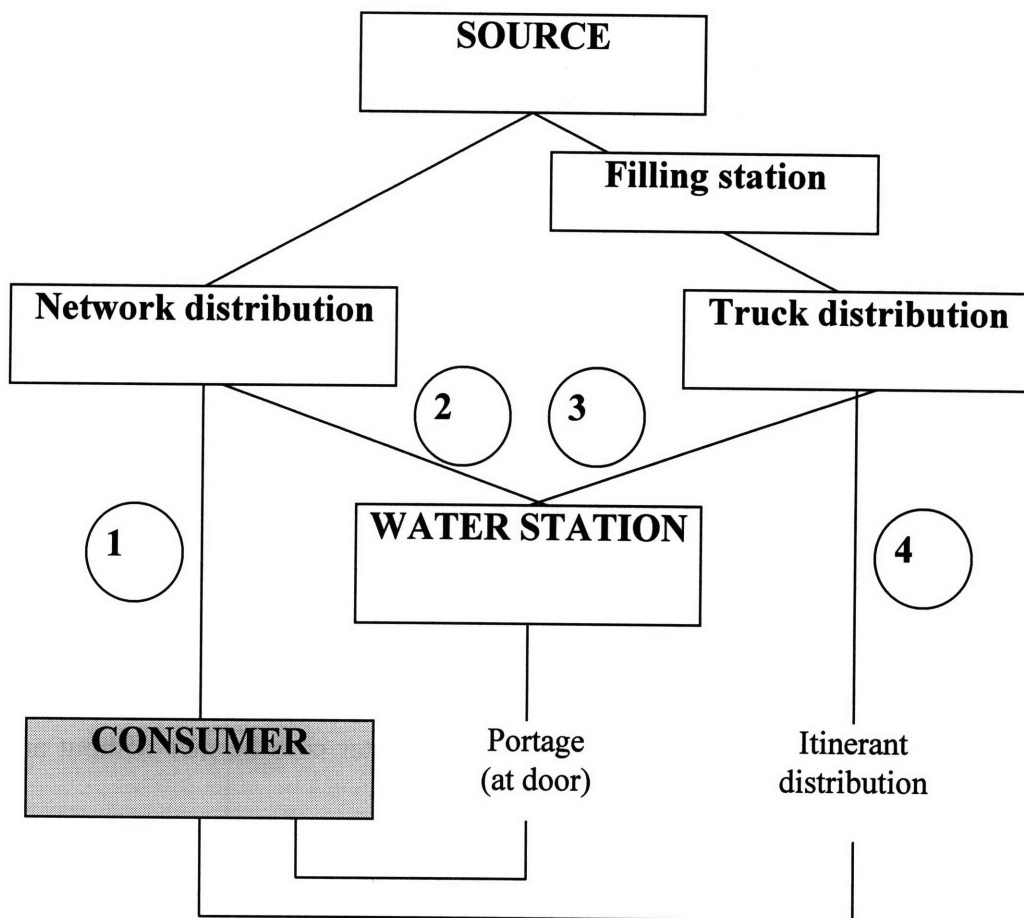 SOURCE
Filling station
Network distribution
Truck distribution
2
3
WATER STATION
1
4
CONSUMER
Portage
(at door)
Itinerant
distribution